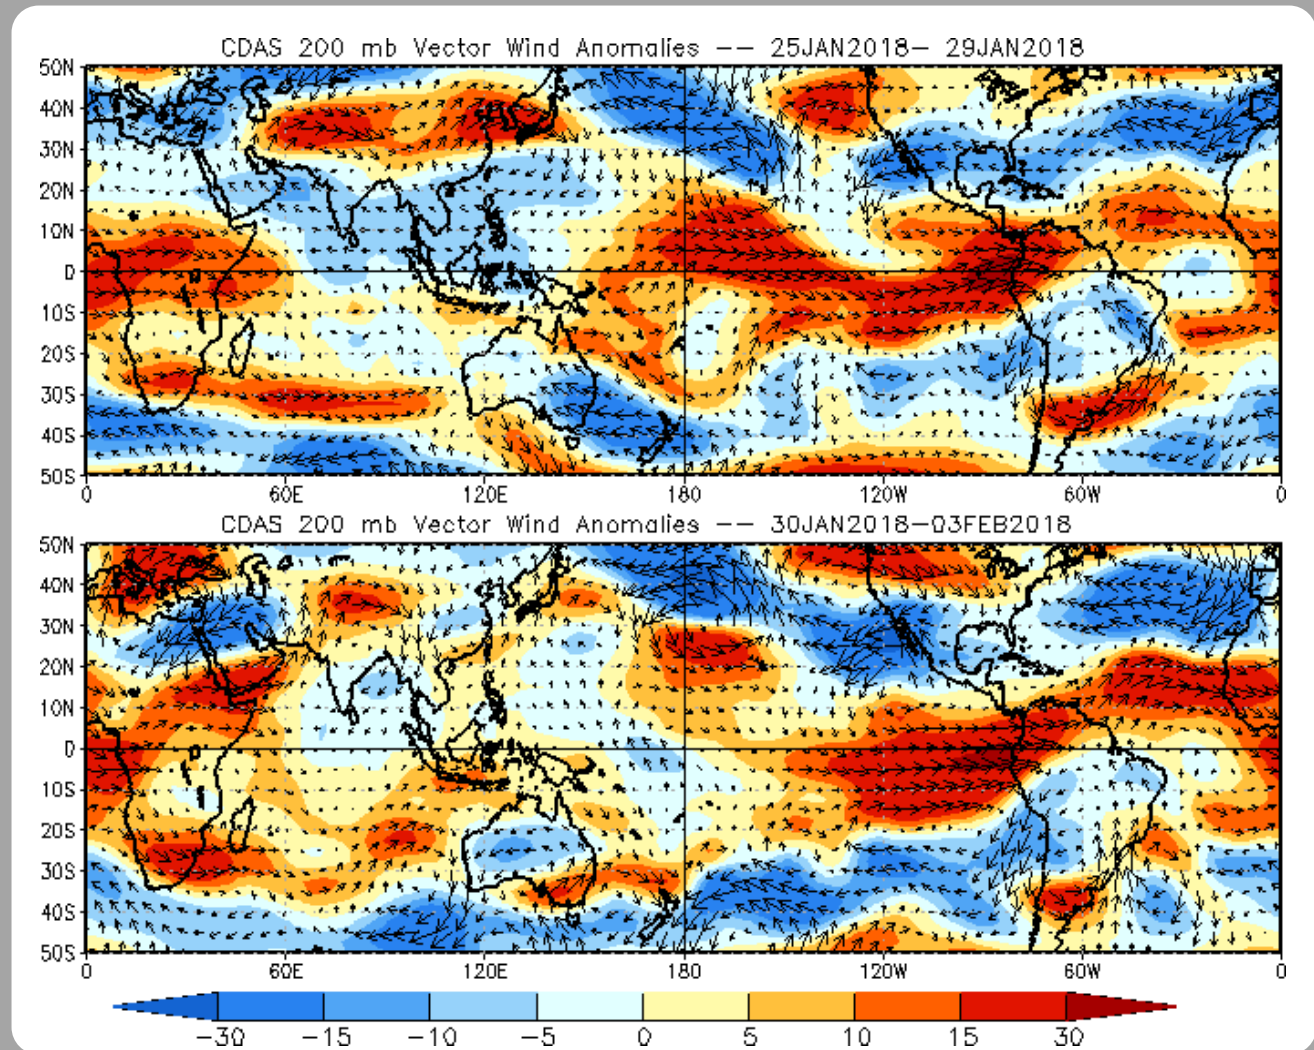 CDAS 200 mb Vector Wind Anomalies -- 25JAN2018- 29JAN2018
50N
40N
30N
20N
10N
0
10S
20S
30S
40S
50S
0 60E 120E 180 120W 60W 0
CDAS 200 mb Vector Wind Anomalies -- 30JAN2018-03FEB2018
50N
40N
30N
20N
10N
0
10S
20S
30S
40S
50S
0 60E 120E 180 120W 60W 0
-30 -15 -10 -5 0 5 10 15 30